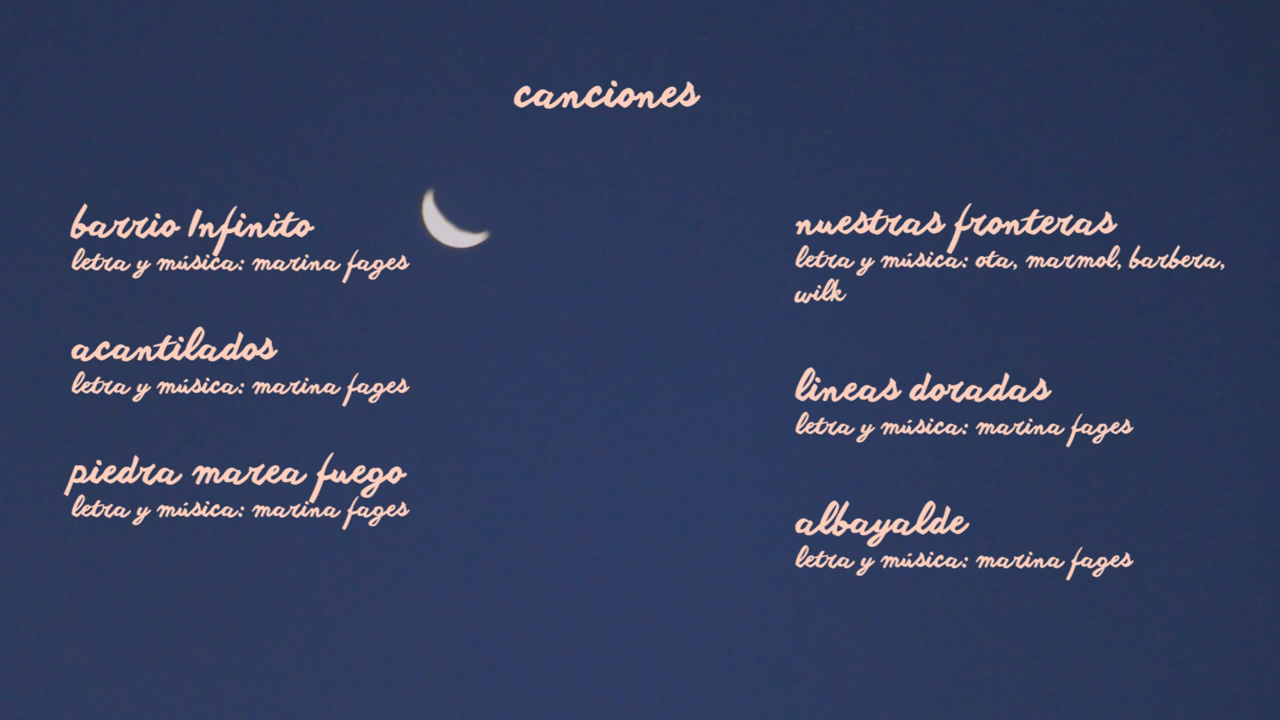 canciones
barrio Infinito
letra y música: marina fages
acantilados
letra y música: marina fages
piedra marea fuego
letra y música: marina fages
nuestras fronteras
letra y música: ota, marmol, barbera,
wilk
lineas doradas
letra y música: marina fages
albayalde
letra y música: marina fages